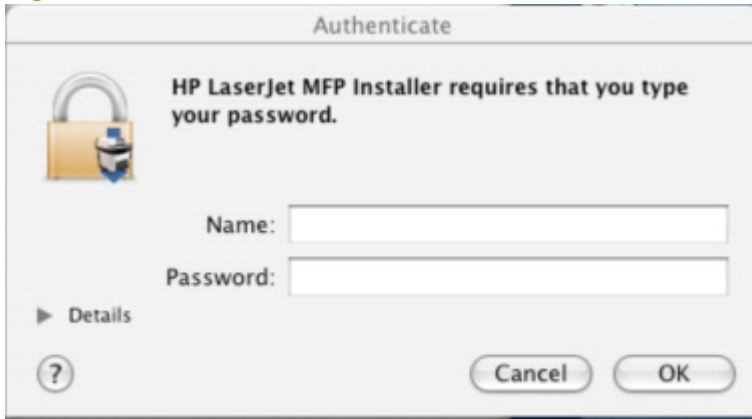 Authenticate
HP LaserJet MFP Installer requires that you type
your password.
Name:
Password:
Details
?
Cancel
OK